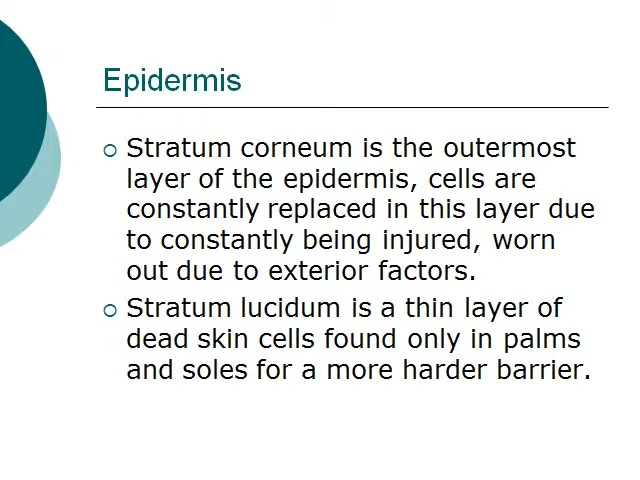 Epidermis
Stratum corneum is the outermost
layer of the epidermis, cells are
constantly replaced in this layer due
to constantly being injured, worn
out due to exterior factors.
Stratum lucidum is a thin layer of
dead skin cells found only in palms
and soles for a more harder barrier.